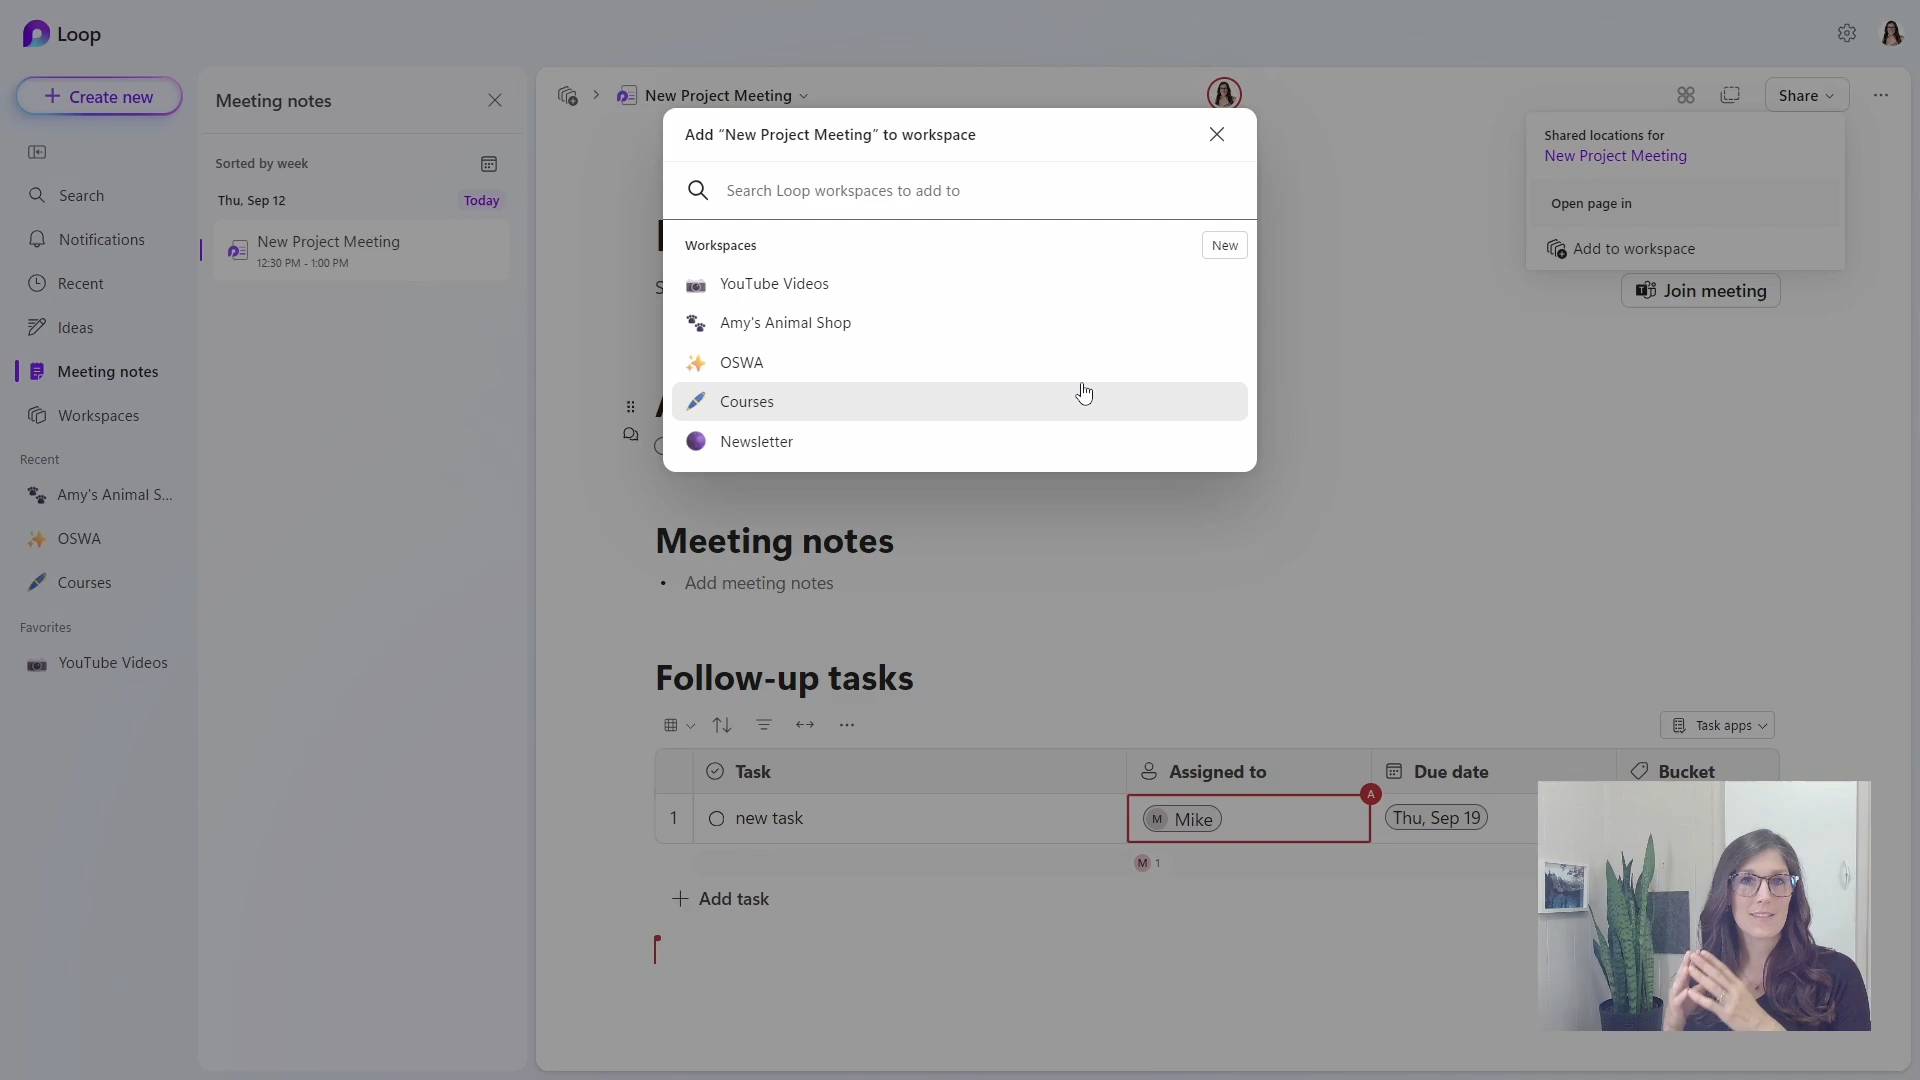 Loop
Create new
Search
Notifications
Recent
Ideas
Meeting notes
Workspaces
Recent
Amy's Animal S...
OSWA
Courses
Favorites
YouTube Videos
Meeting notes
Sorted by week
Thu, Sep 12
Today
New Project Meeting
12:30 PM - 1:00 PM
New Project Meeting
Share
Shared locations for
New Project Meeting
Open page in
Add to workspace
Join meeting
Add “New Project Meeting” to workspace
Search Loop workspaces to add to
Workspaces
New
YouTube Videos
Amy's Animal Shop
OSWA
Courses
Newsletter
Meeting notes
• Add meeting notes
Follow-up tasks
Task apps
Task
Assigned to
Due date
Bucket
A
1
new task
M Mike
Thu, Sep 19
M 1
Add task